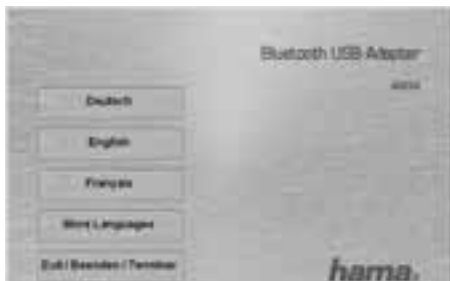 Bluetooth USB Adapter
Deutsch
English
Français
More Languages
Exit / Beenden / Terminer
hama.